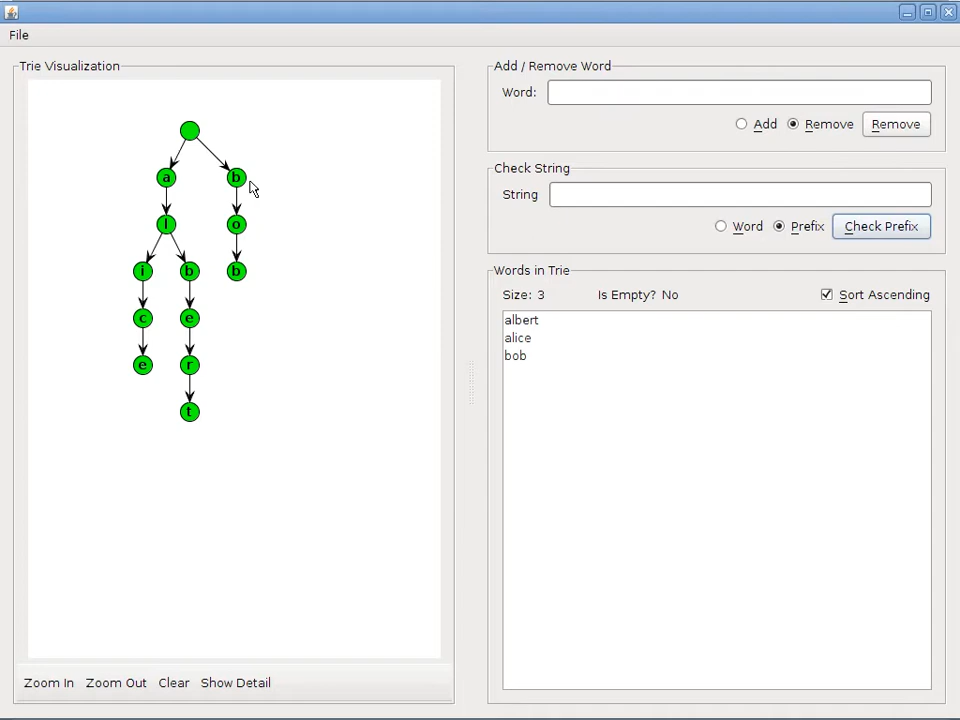 File
Trie Visualization
a b
l o
i b b
c e
e r
t
Zoom In Zoom Out Clear Show Detail
Add / Remove Word
Word:
Add Remove Remove
Check String
String
Word Prefix Check Prefix
Words in Trie
Size: 3 Is Empty? No Sort Ascending
albert
alice
bob